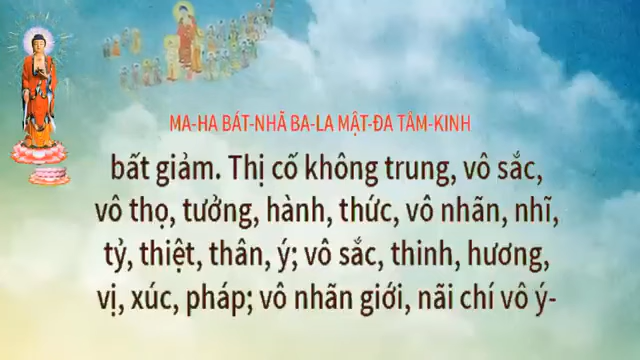 MA-HA BÁT-NHÃ BA-LA MẬT-ĐA TÂM-KINH
bất giảm. Thị cố không trung, vô sắc,
vô thọ, tưởng, hành, thức, vô nhãn, nhĩ,
tỷ, thiệt, thân, ý; vô sắc, thinh, hương,
vị, xúc, pháp; vô nhãn giới, nãi chí vô ý-